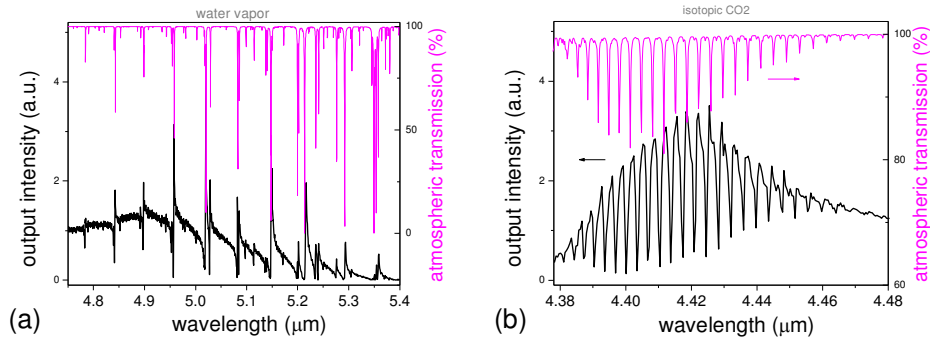 water vapor
output intensity (a.u.)
4
2
0
100
50
0
atmospheric transmission (%)
4.8 4.9 5.0 5.1 5.2 5.3 5.4
(a)
wavelength (μm)
isotopic CO2
output intensity (a.u.)
4
2
0
100
80
60
atmospheric transmission (%)
4.38 4.40 4.42 4.44 4.46 4.48
(b)
wavelength (μm)